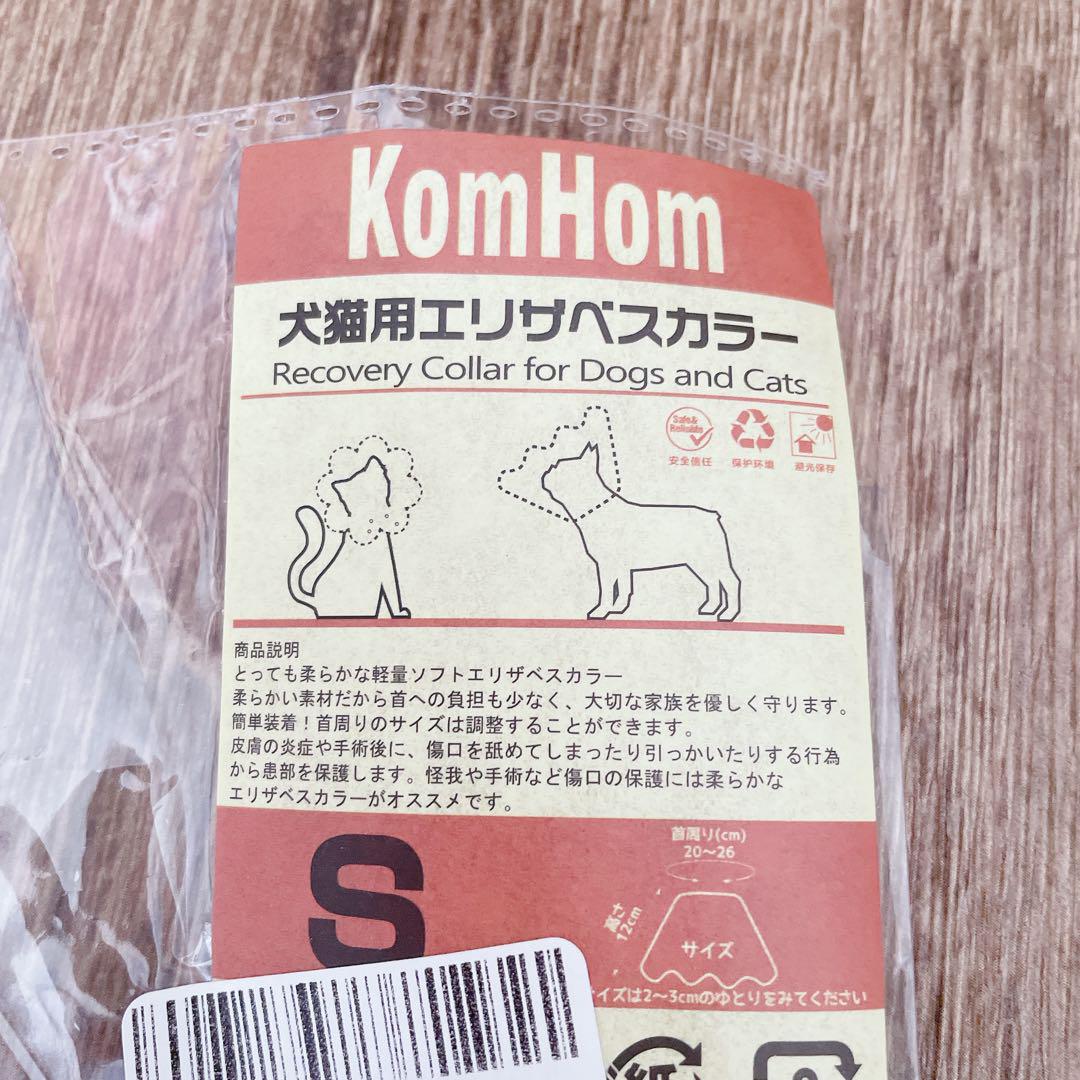 KomHom
犬猫用エリザベスカラー
Recovery Collar for Dogs and Cats
Safe& Reliable
安全信任
保护环境
避光保存
商品説明
とっても柔らかな軽量ソフトエリザベスカラー
柔らかい素材だから首への負担も少なく、大切な家族を優しく守ります。
簡単装着！首周りのサイズは調整することができます。
皮膚の炎症や手術後に、傷口を舐めてしまったり引っかいたりする行為
から患部を保護します。怪我や手術など傷口の保護には柔らかな
エリザベスカラーがオススメです。
S
首周り(cm)
20～26
12cm
サイズ
イズは2～3cmのゆとりをみてください
紙